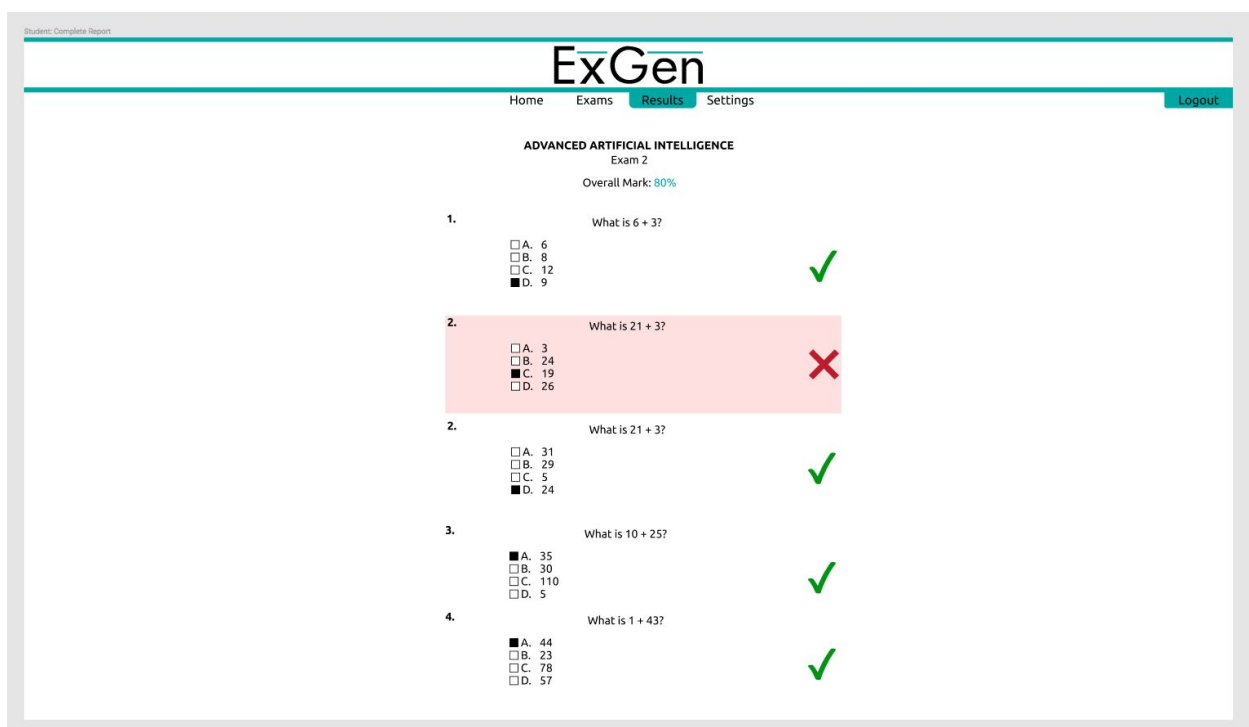 Student: Complete Report
ExGen
Home Exams Results Settings Logout
ADVANCED ARTIFICIAL INTELLIGENCE
Exam 2
Overall Mark: 80%
1. What is 6 + 3?
A. 6
B. 8
C. 12
D. 9
2. What is 21 + 3?
A. 3
B. 24
C. 19
D. 26
2. What is 21 + 3?
A. 31
B. 29
C. 5
D. 24
3. What is 10 + 25?
A. 35
B. 30
C. 110
D. 5
4. What is 1 + 43?
A. 44
B. 23
C. 78
D. 57